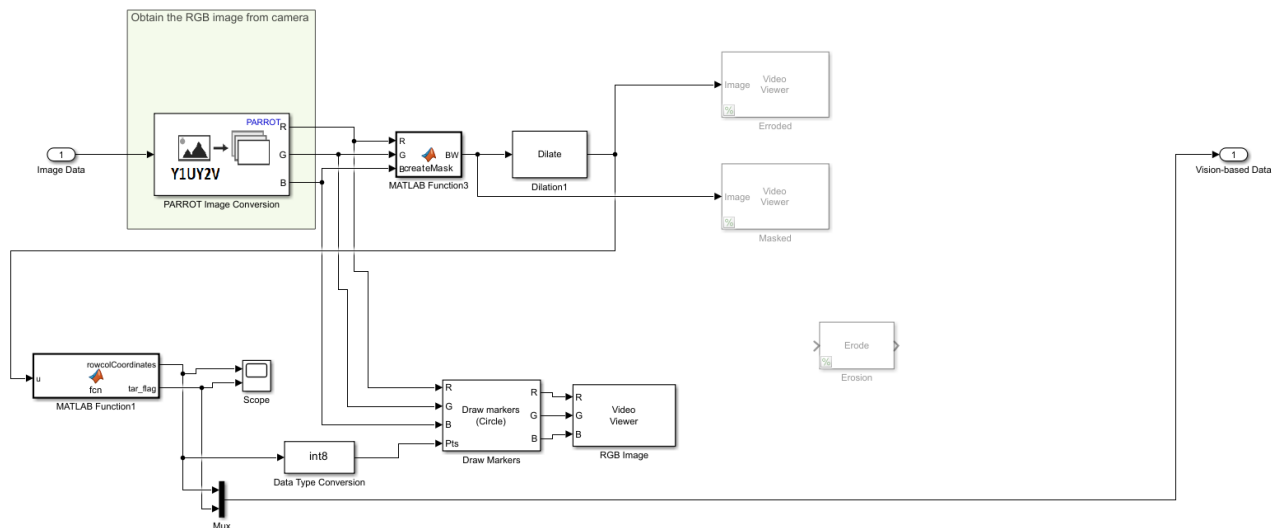 Obtain the RGB image from camera
1
Image Data
PARROT
Y1UY2V
R
G
B
PARROT Image Conversion
R
G
B
createMask
BW
MATLAB Function3
Dilate
Dilation1
Image
Video
Viewer
Erroded
Image
Video
Viewer
Masked
1
Vision-based Data
u
fcn
rowcolCoordinates
tar_flag
MATLAB Function1
Scope
int8
Data Type Conversion
Mux
R
G
B
Pts
Draw markers
(Circle)
R
G
B
Draw Markers
R
G
B
Video
Viewer
RGB Image
Erode
Erosion